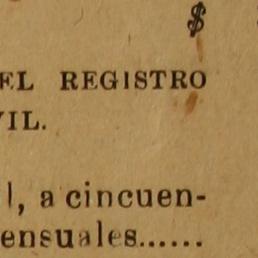 $
EL REGISTRO
VIL.
l, a cincuen-
ensuales......